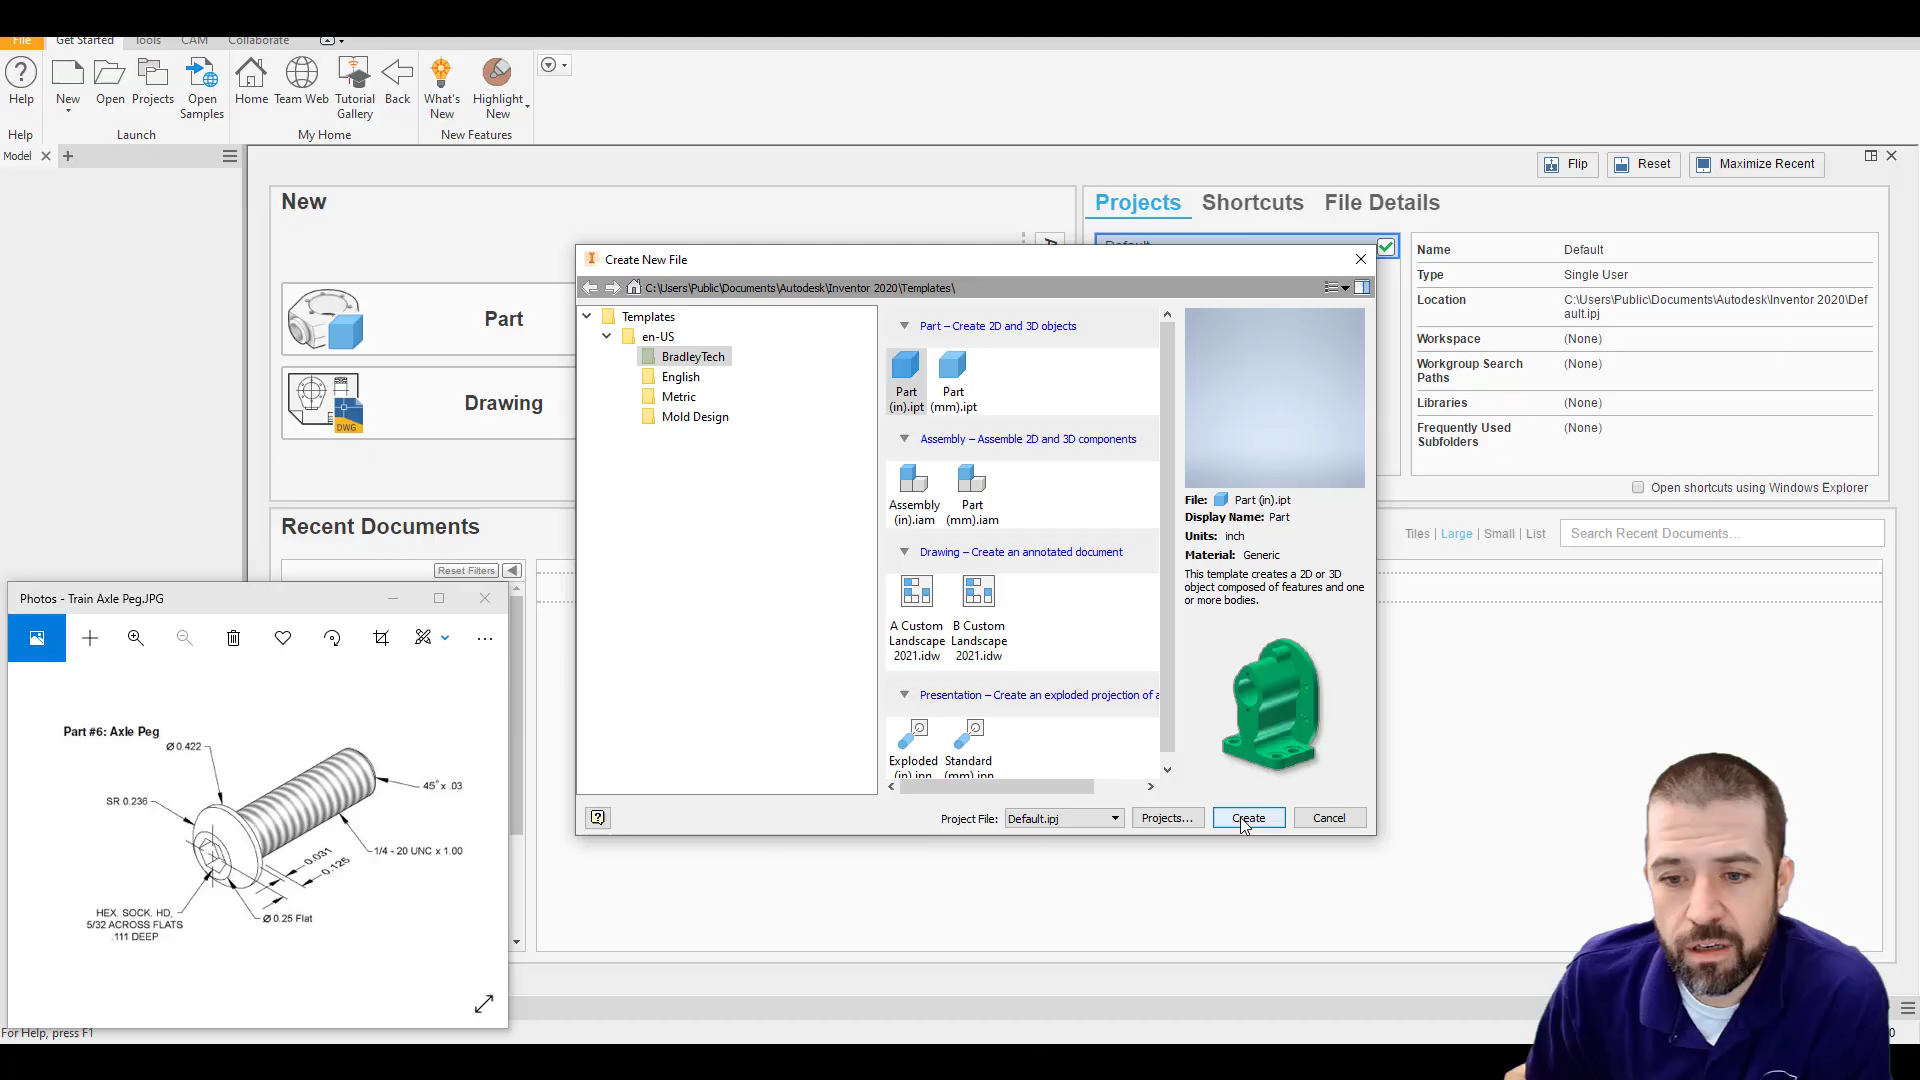 File
Get Started
Tools
CAM
Collaborate
Help
New
Open
Projects
Open
Samples
Home
Team Web
Tutorial
Gallery
Back
What's
New
Highlight
New
Help
Launch
My Home
New Features
Model
Flip
Reset
Maximize Recent
New
Part
Drawing
DWG
Projects
Shortcuts
File Details
Default
Name
Default
Type
Single User
Location
C:\Users\Public\Documents\Autodesk\Inventor 2020\Def
ault.ipj
Workspace
(None)
Workgroup Search
Paths
(None)
Libraries
(None)
Frequently Used
Subfolders
(None)
Open shortcuts using Windows Explorer
Recent Documents
Reset Filters
Tiles | Large | Small | List
Search Recent Documents...
Create New File
C:\Users\Public\Documents\Autodesk\Inventor 2020\Templates\
Templates
en-US
BradleyTech
English
Metric
Mold Design
Part – Create 2D and 3D objects
Part
(in).ipt
Part
(mm).ipt
Assembly – Assemble 2D and 3D components
Assembly
(in).iam
Part
(mm).iam
Drawing – Create an annotated document
A Custom
Landscape
2021.idw
B Custom
Landscape
2021.idw
Presentation – Create an exploded projection of a
Exploded
(in).ipn
Standard
(mm).ipn
File: Part (in).ipt
Display Name: Part
Units: inch
Material: Generic
This template creates a 2D or 3D
object composed of features and one
or more bodies.
Project File:
Default.ipj
Projects...
Create
Cancel
Photos - Train Axle Peg.JPG
Part #6: Axle Peg
Ø 0.422
SR 0.236
45° x .03
1/4 - 20 UNC x 1.00
0.031
0.125
HEX. SOCK. HD,
5/32 ACROSS FLATS
.111 DEEP
Ø 0.25 Flat
For Help, press F1
0